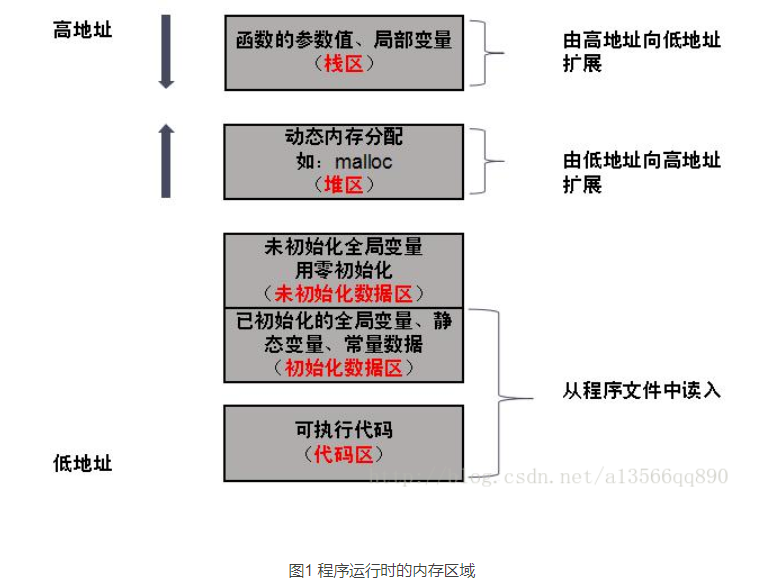 高地址
函数的参数值、局部变量
（栈区）
由高地址向低地址
扩展
动态内存分配
如：malloc
（堆区）
由低地址向高地址
扩展
未初始化全局变量
用零初始化
（未初始化数据区）
已初始化的全局变量、静
态变量、常量数据
（初始化数据区）
从程序文件中读入
可执行代码
（代码区）
低地址
http://blog.csdn.net/a13566qq890
图1 程序运行时的内存区域